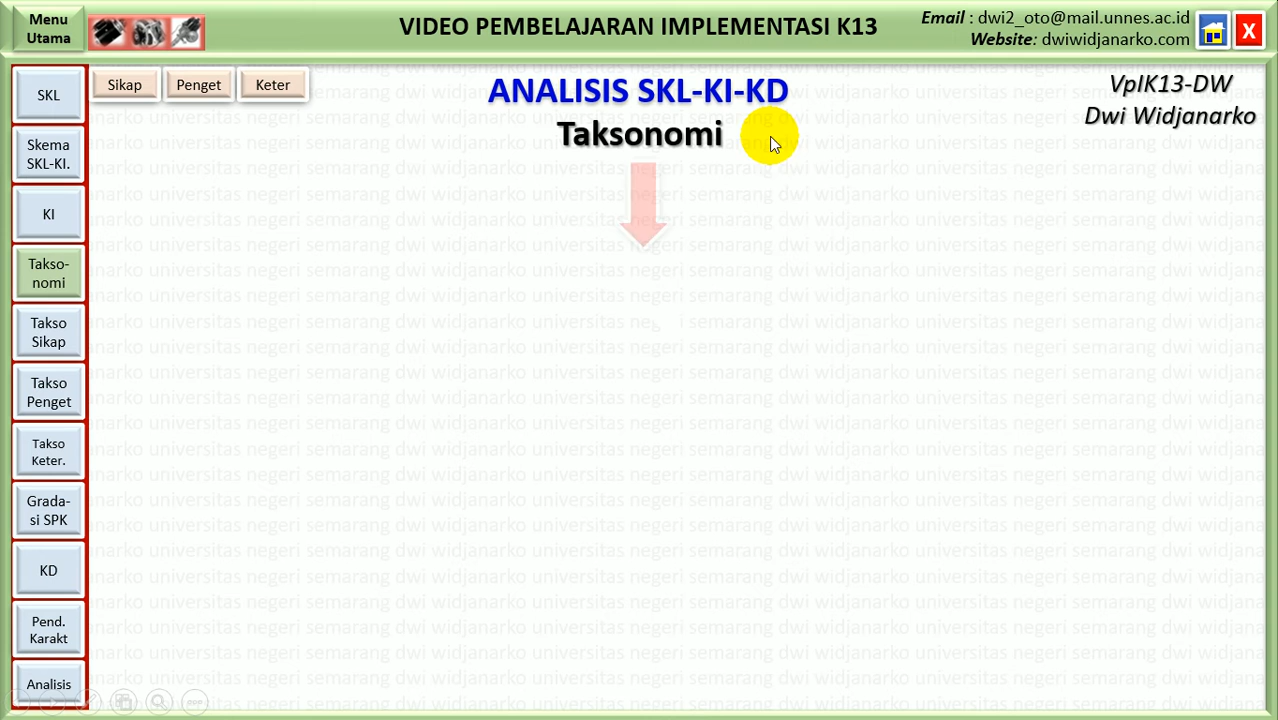 Menu
Utama
VIDEO PEMBELAJARAN IMPLEMENTASI K13
Email : dwi2_oto@mail.unnes.ac.id
Website: dwiwidjanarko.com
X
Sikap
Penget
Keter
ANALISIS SKL-KI-KD
Taksonomi
VpIK13-DW
Dwi Widjanarko
SKL
Skema
SKL-KI.
KI
Takso-
nomi
Takso
Sikap
Takso
Penget
Takso
Keter.
Grada-
si SPK
KD
Pend.
Karakt
Analisis